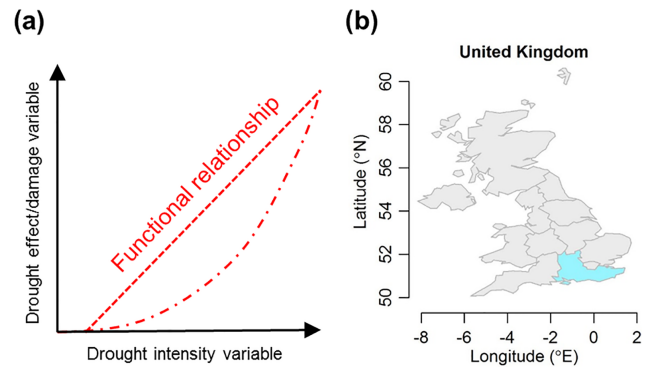 (a)
Drought effect/damage variable
Functional relationship
Drought intensity variable
(b)
United Kingdom
Latitude (°N)
60
58
56
54
52
50
-8 -6 -4 -2 0 2
Longitude (°E)